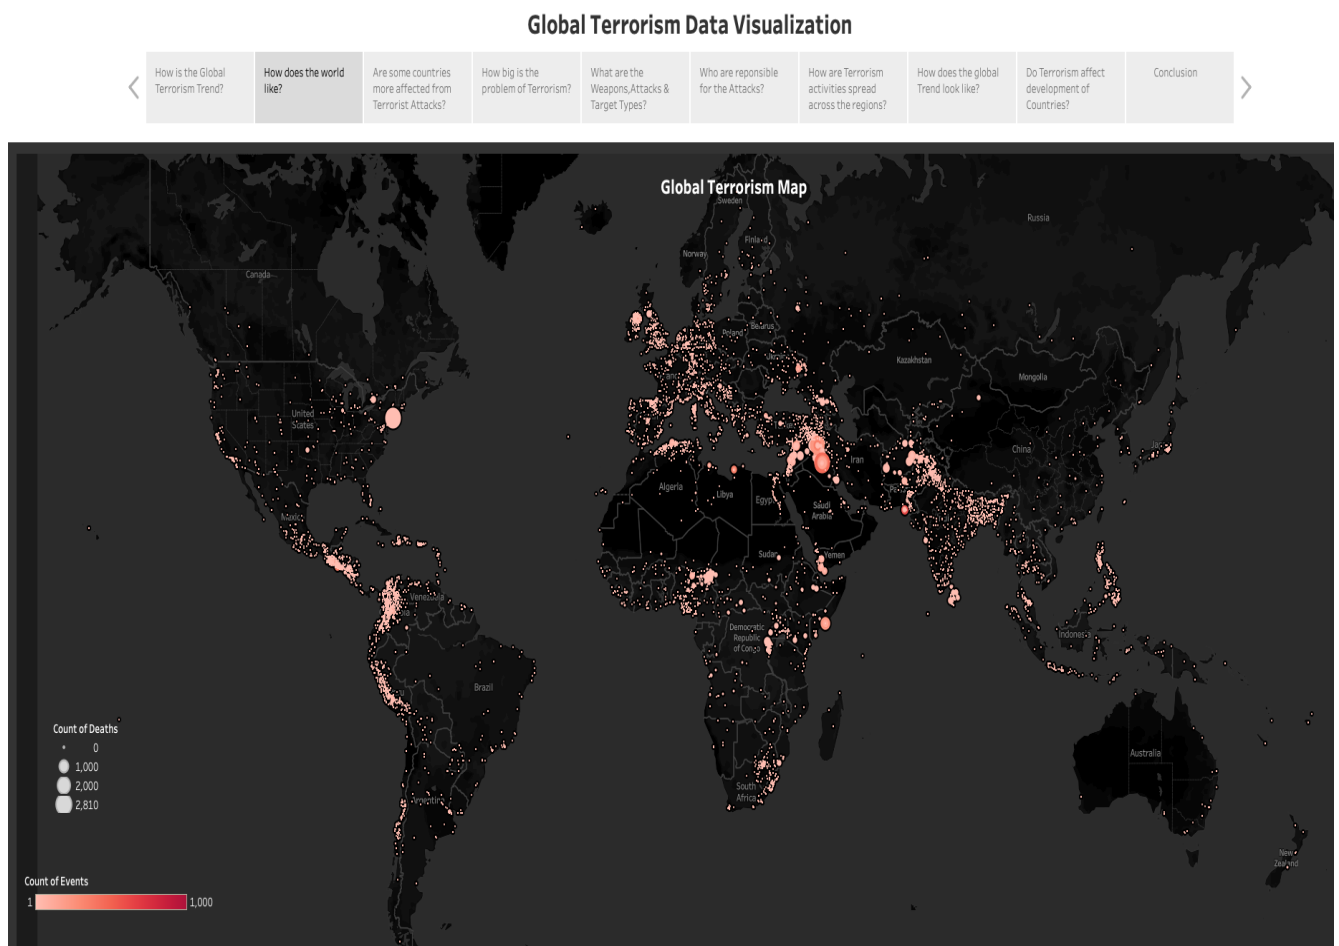 Global Terrorism Data Visualization
How is the Global
Terrorism Trend?
How does the world
like?
Are some countries
more affected from
Terrorist Attacks?
How big is the
problem of Terrorism?
What are the
Weapons,Attacks &
Target Types?
Who are reponsible
for the Attacks?
How are Terrorism
activities spread
across the regions?
How does the global
Trend look like?
Do Terrorism affect
development of
Countries?
Conclusion
Global Terrorism Map
Sweden
Russia
Norway
Canada
Poland
Kazakhstan
Mongolia
United
States
China
Iran
Algeria
Libya
Saudi
Arabia
Yemen
Democratic
Republic
Brazil
Count of Deaths
0
1,000
2,000
2,810
Australia
South
Africa
New
Zealand
Count of Events
1
1,000